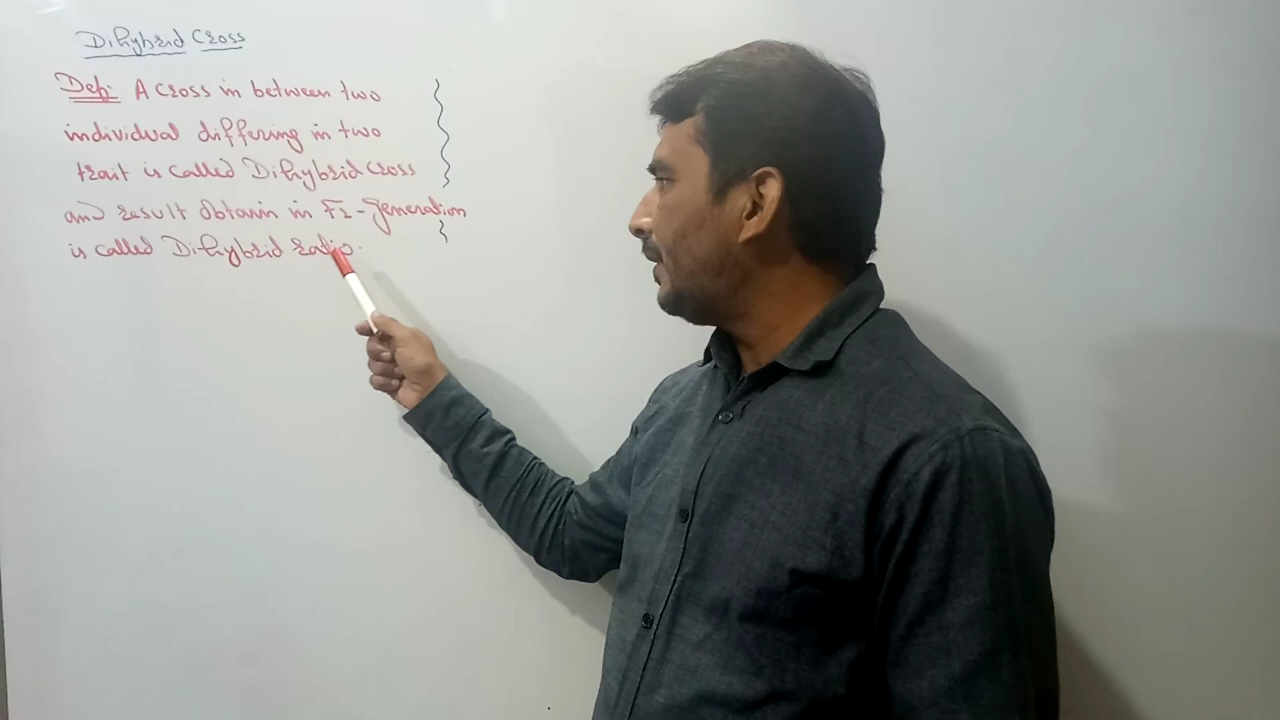 Dihybrid Cross
Def: A cross in between two
individual differing in two
trait is called Dihybrid Cross
and result obtain in F2-generation
is called Dihybrid ratio.